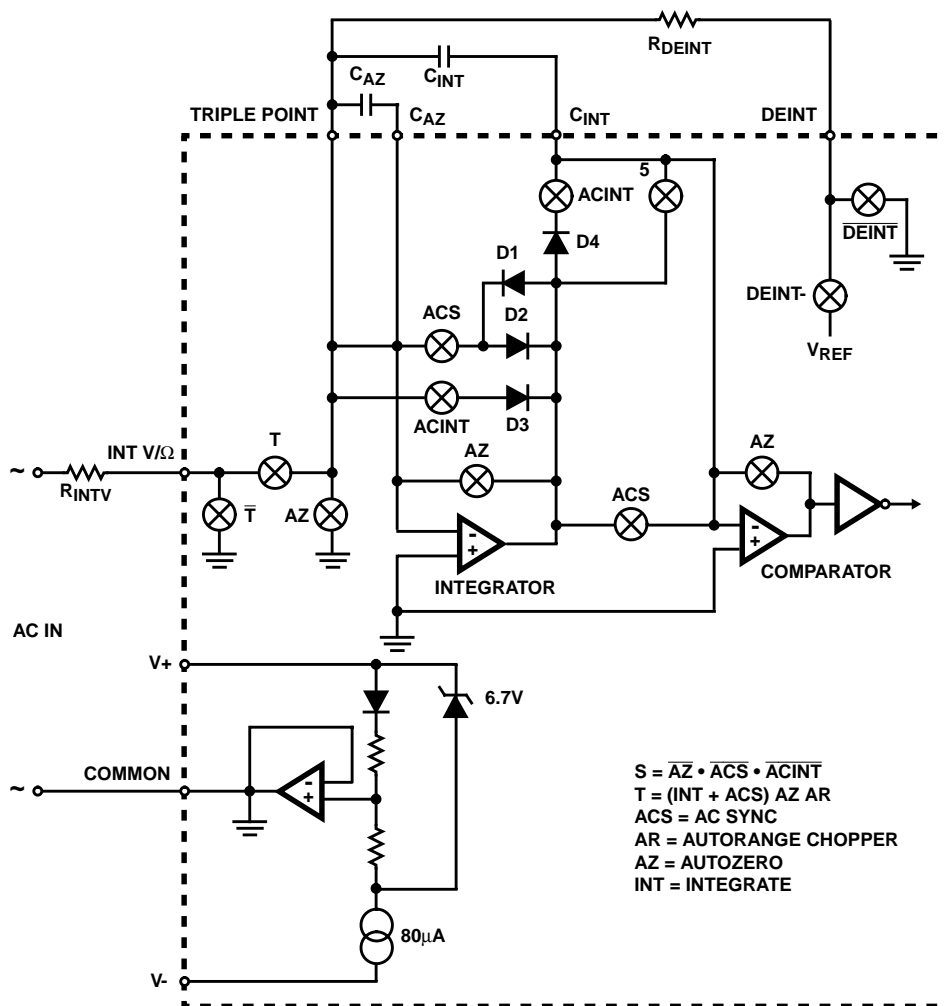 R_DEINT
C_AZ
C_INT
TRIPLE POINT
C_AZ
C_INT
DEINT
5
ACINT
D4
D1
ACS
D2
D̅E̅I̅N̅T̅
DEINT-
V_REF
ACINT
D3
~
R_INTV
INT V/Ω
T
T̅
AZ
AZ
-
+
INTEGRATOR
ACS
AZ
-
+
COMPARATOR
AC IN
V+
6.7V
~
COMMON
-
+
80μA
V-
S = A̅Z̅ • A̅C̅S̅ • A̅C̅I̅N̅T̅
T = (INT + ACS) AZ AR
ACS = AC SYNC
AR = AUTORANGE CHOPPER
AZ = AUTOZERO
INT = INTEGRATE